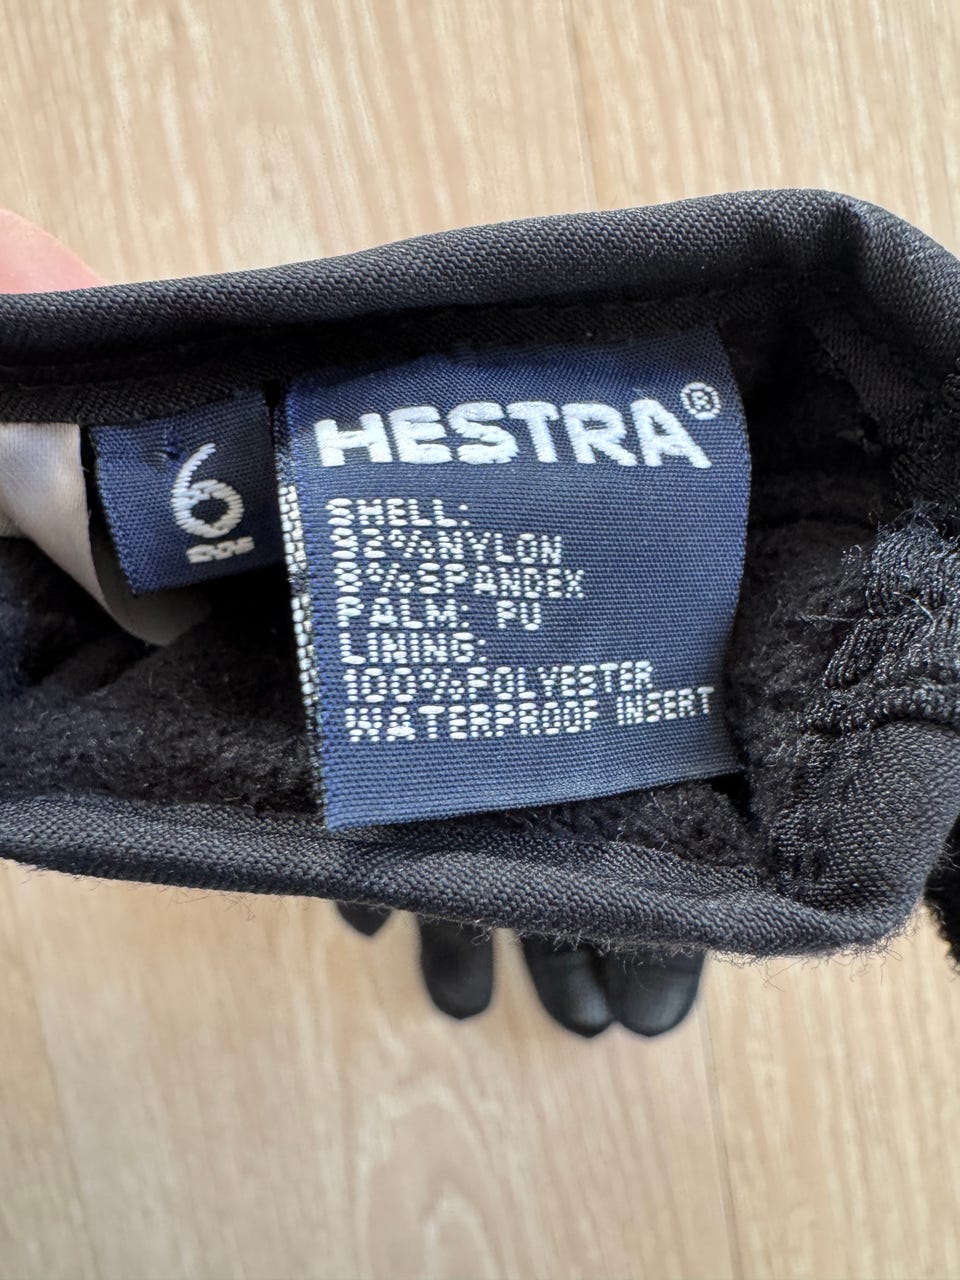 6
HESTRA®
SHELL:
92%NYLON
8%SPANDEX
PALM: PU
LINING:
100%POLYESTER
WATERPROOF INSERT